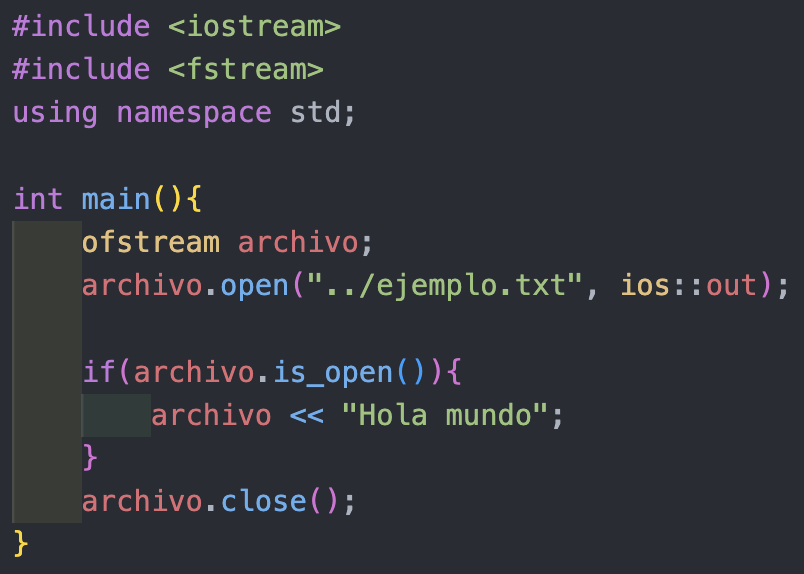 #include <iostream>
#include <fstream>
using namespace std;

int main(){
    ofstream archivo;
    archivo.open("../ejemplo.txt", ios::out);

    if(archivo.is_open()){
        archivo << "Hola mundo";
    }
    archivo.close();
}